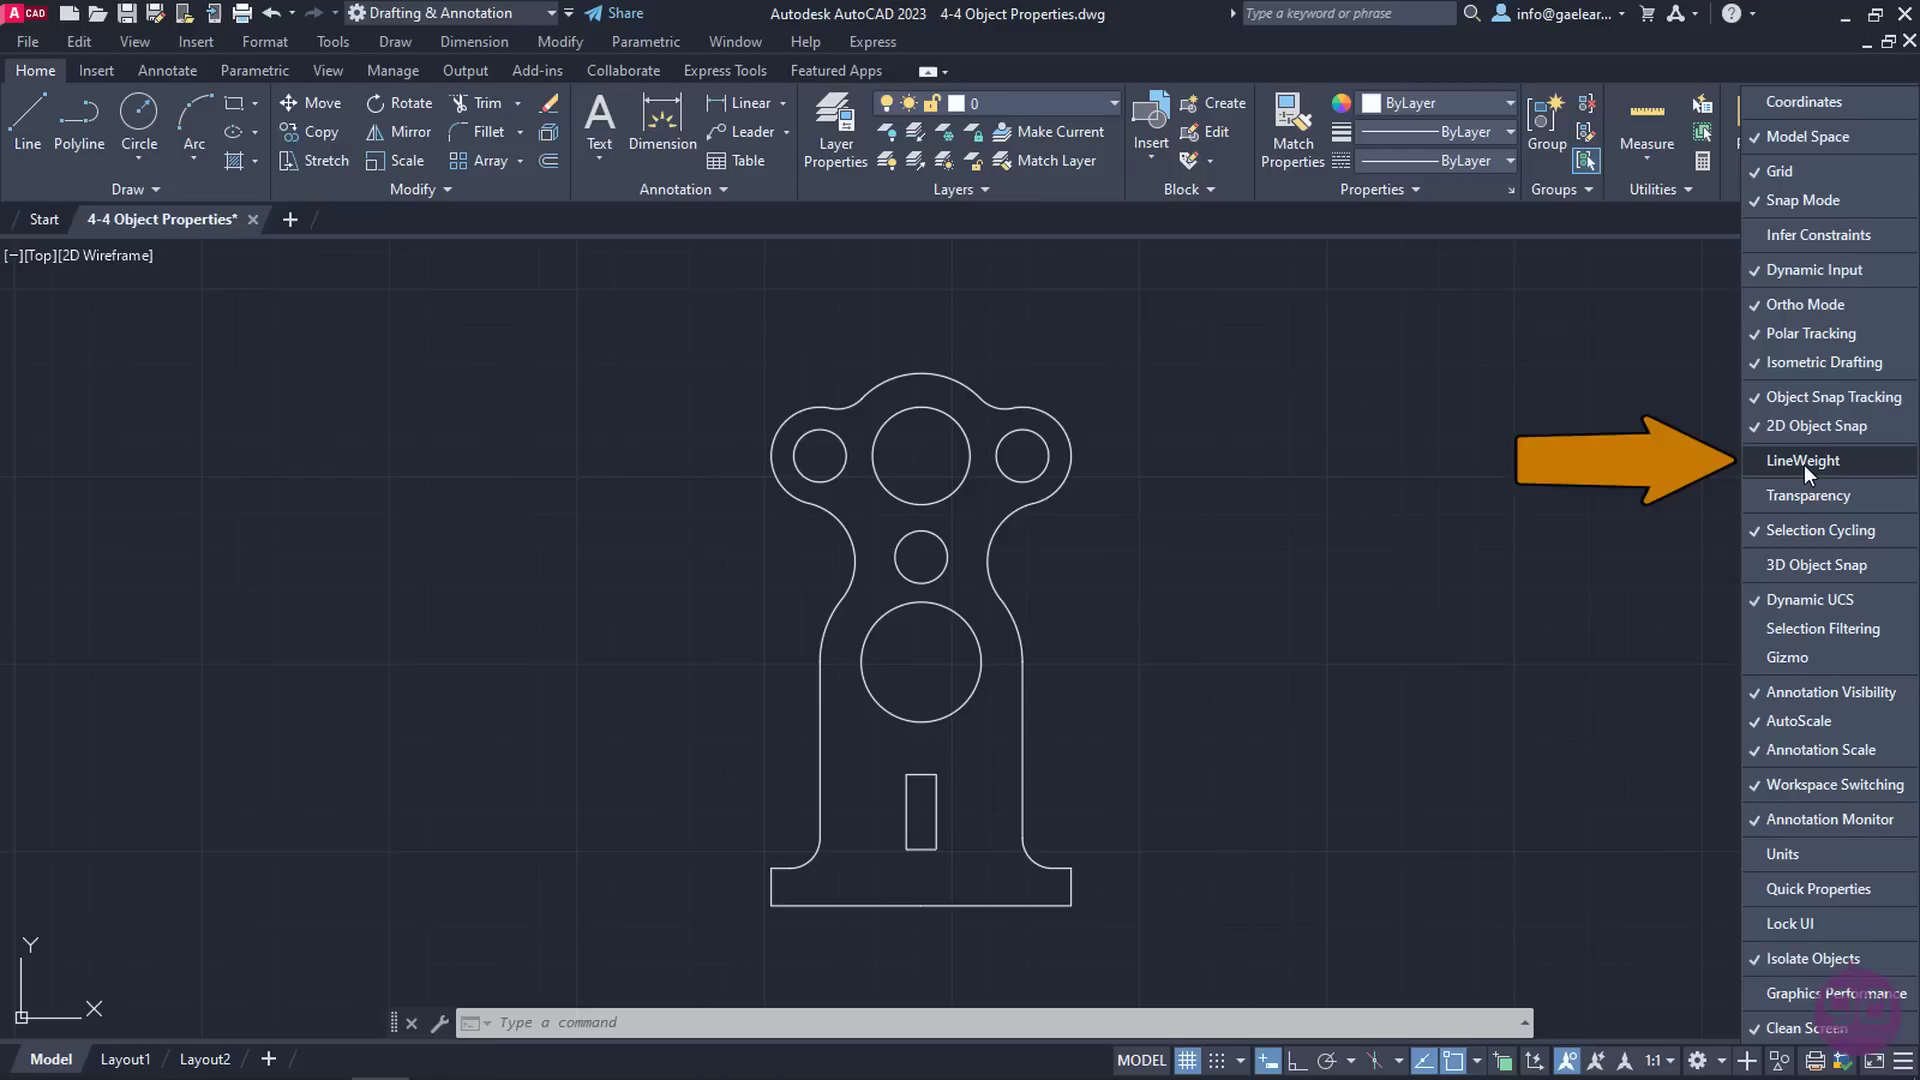 A CAD
Drafting & Annotation
Share
Autodesk AutoCAD 2023 4-4 Object Properties.dwg
Type a keyword or phrase
info@gaelear...
File Edit View Insert Format Tools Draw Dimension Modify Parametric Window Help Express
Home Insert Annotate Parametric View Manage Output Add-ins Collaborate Express Tools Featured Apps
Line
Polyline
Circle
Arc
Draw
Move
Rotate
Trim
Copy
Mirror
Fillet
Stretch
Scale
Array
Modify
Text
Dimension
Linear
Leader
Table
Annotation
Layer
Properties
0
Make Current
Match Layer
Layers
Insert
Create
Edit
Block
Match
Properties
ByLayer
ByLayer
ByLayer
Properties
Group
Groups
Measure
Utilities
Start
4-4 Object Properties*
[−][Top][2D Wireframe]
Coordinates
Model Space
Grid
Snap Mode
Infer Constraints
Dynamic Input
Ortho Mode
Polar Tracking
Isometric Drafting
Object Snap Tracking
2D Object Snap
LineWeight
Transparency
Selection Cycling
3D Object Snap
Dynamic UCS
Selection Filtering
Gizmo
Annotation Visibility
AutoScale
Annotation Scale
Workspace Switching
Annotation Monitor
Units
Quick Properties
Lock UI
Isolate Objects
Graphics Performance
Clean Screen
Y
X
Type a command
Model
Layout1
Layout2
MODEL
1:1